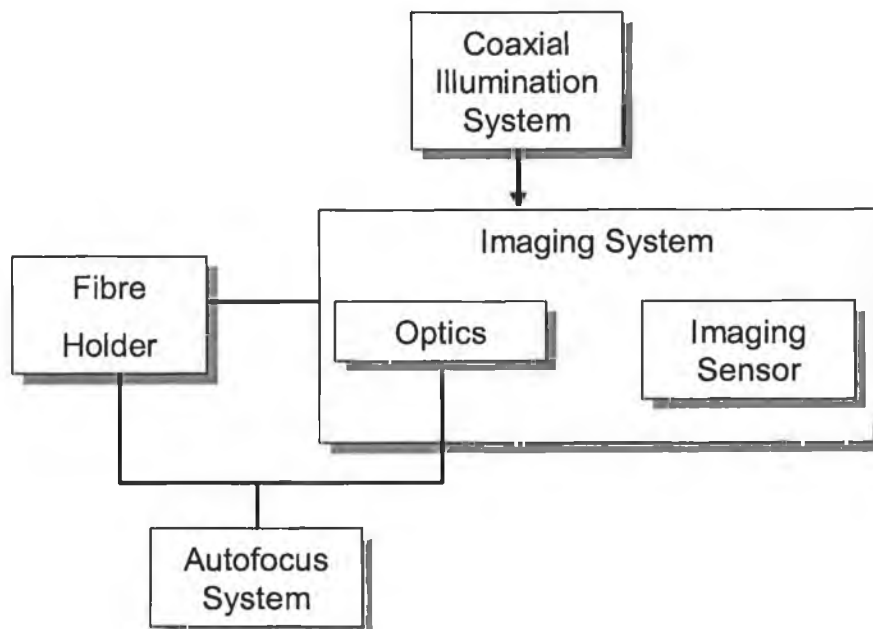 Coaxial
Illumination
System
Imaging System
Fibre
Holder
Optics
Imaging
Sensor
Autofocus
System